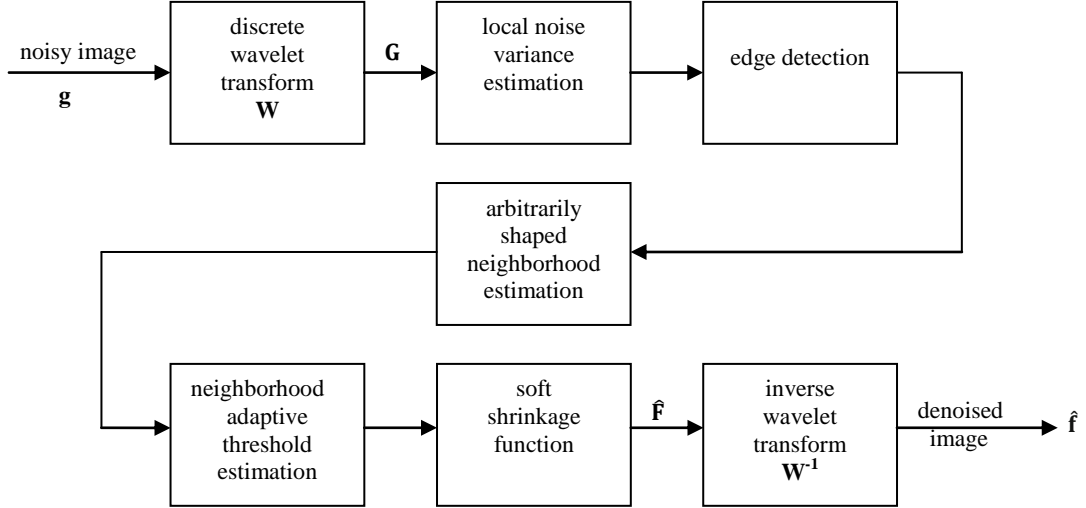 noisy image
g
discrete
wavelet
transform
W
G
local noise
variance
estimation
edge detection
arbitrarily
shaped
neighborhood
estimation
neighborhood
adaptive
threshold
estimation
soft
shrinkage
function
F̂
inverse
wavelet
transform
W⁻¹
denoised
image
f̂